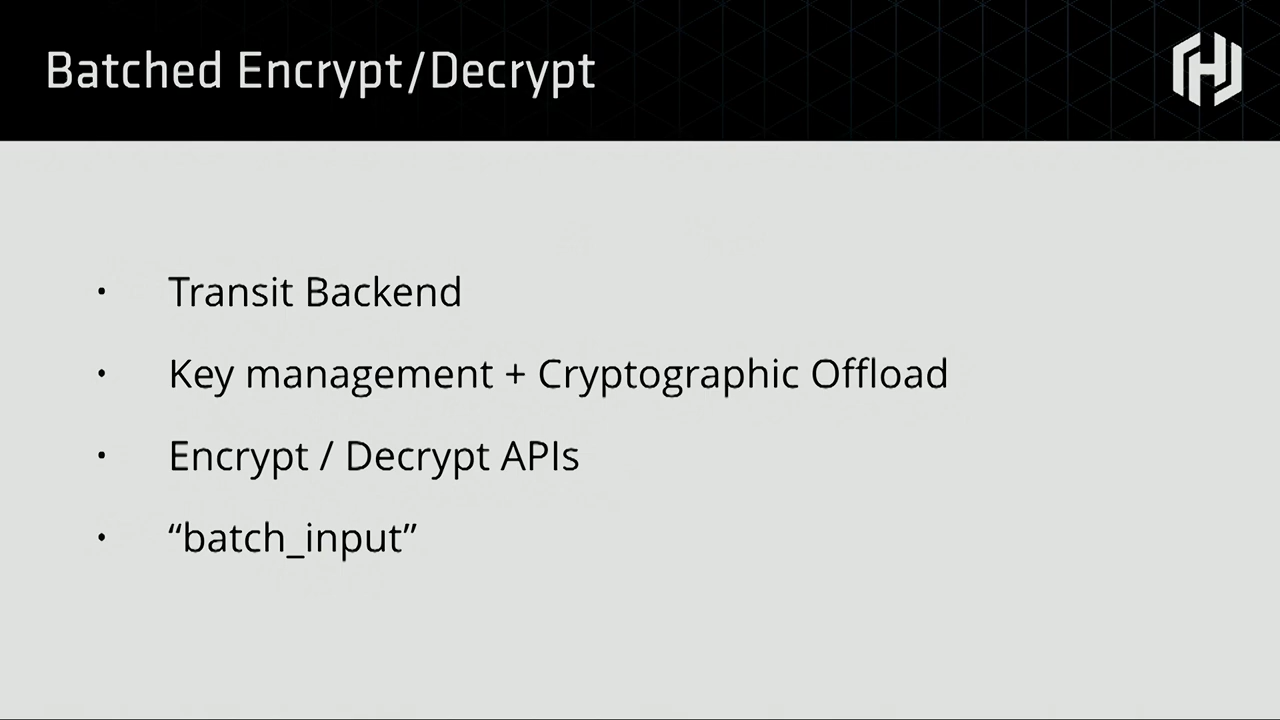 Batched Encrypt/Decrypt
• Transit Backend
• Key management + Cryptographic Offload
• Encrypt / Decrypt APIs
• “batch_input”